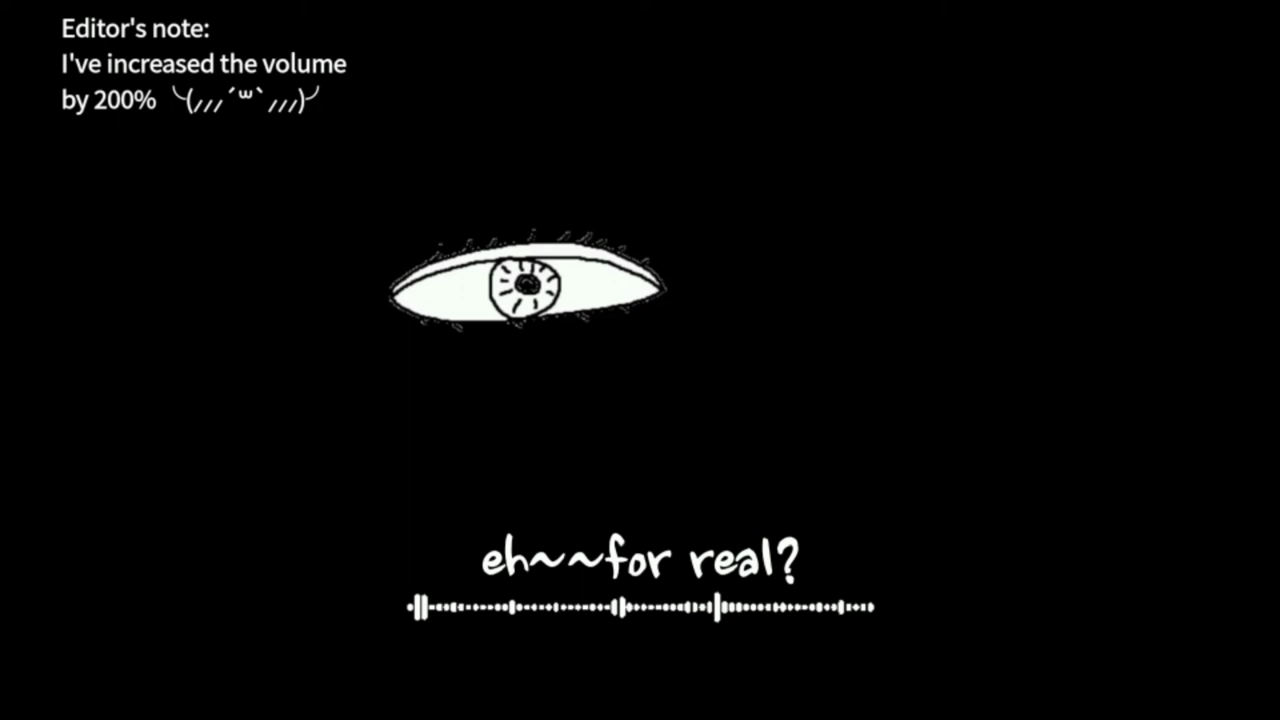 Editor's note:
I've increased the volume
by 200% ╰(///´꒳`///)╯
eh~~for real?